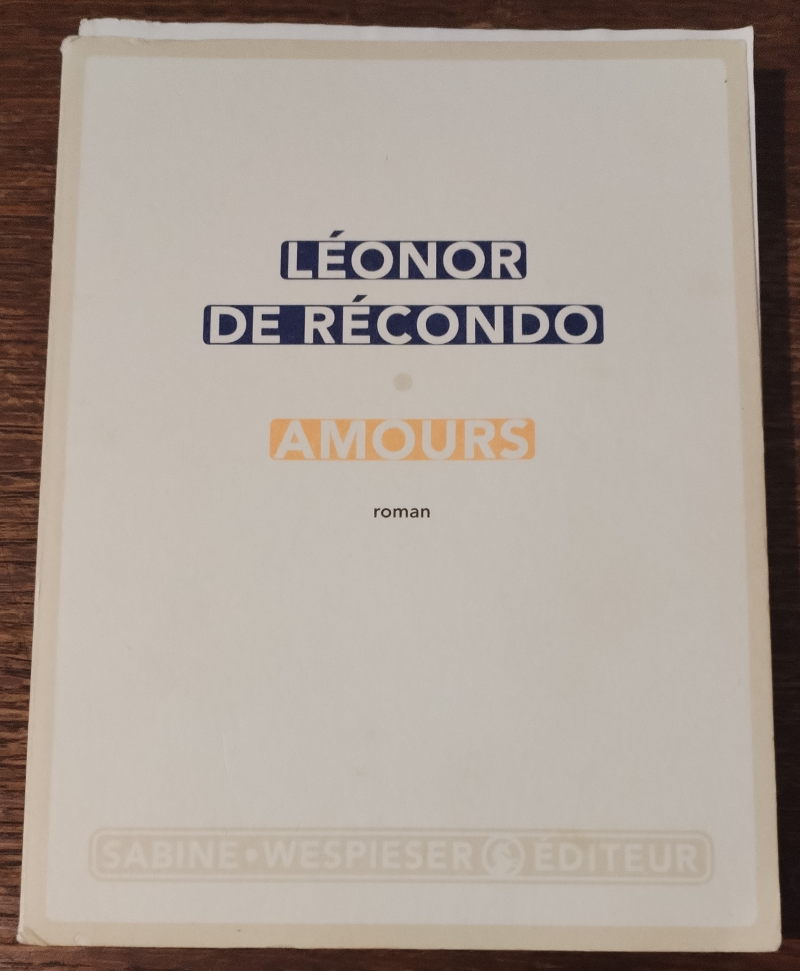 LÉONOR
DE RÉCONDO
AMOURS
roman
SABINE•WESPIESER ÉDITEUR